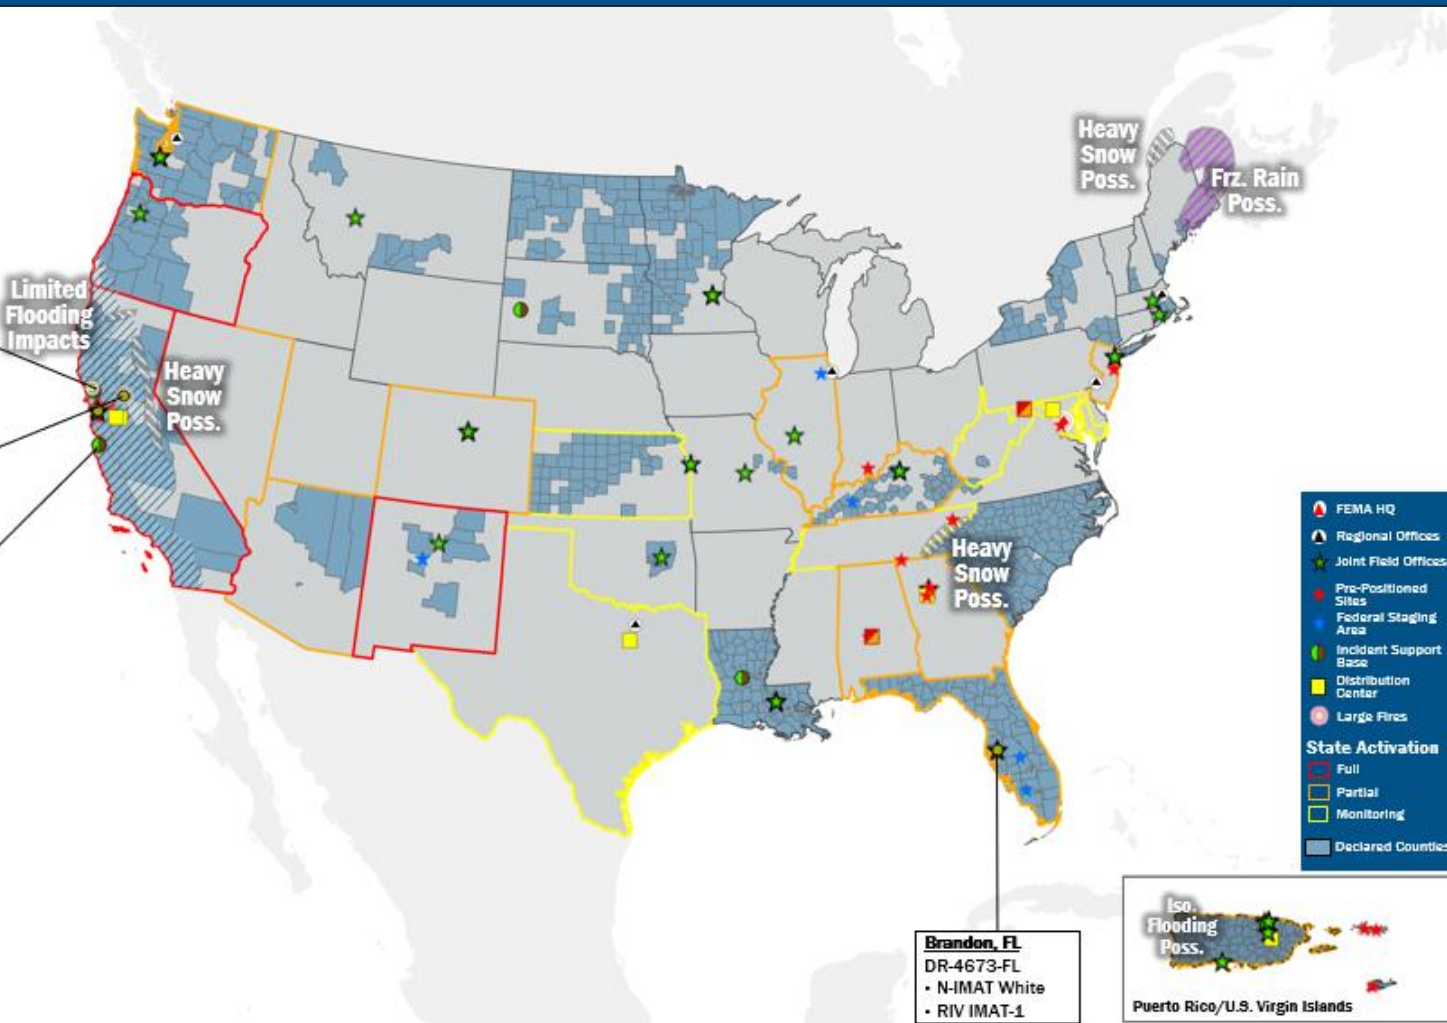 Heavy
Snow
Poss.
Frz. Rain
Poss.
Limited
Flooding
Impacts
Heavy
Snow
Poss.
Heavy
Snow
Poss.
FEMA HQ
Regional Offices
Joint Field Offices
Pre-Positioned
Sites
Federal Staging
Area
Incident Support
Base
Distribution
Center
Large Fires
State Activation
Full
Partial
Monitoring
Declared Counties
Brandon, FL
DR-4673-FL
• N-IMAT White
• RIV IMAT-1
Iso.
Flooding
Poss.
Puerto Rico/U.S. Virgin Islands